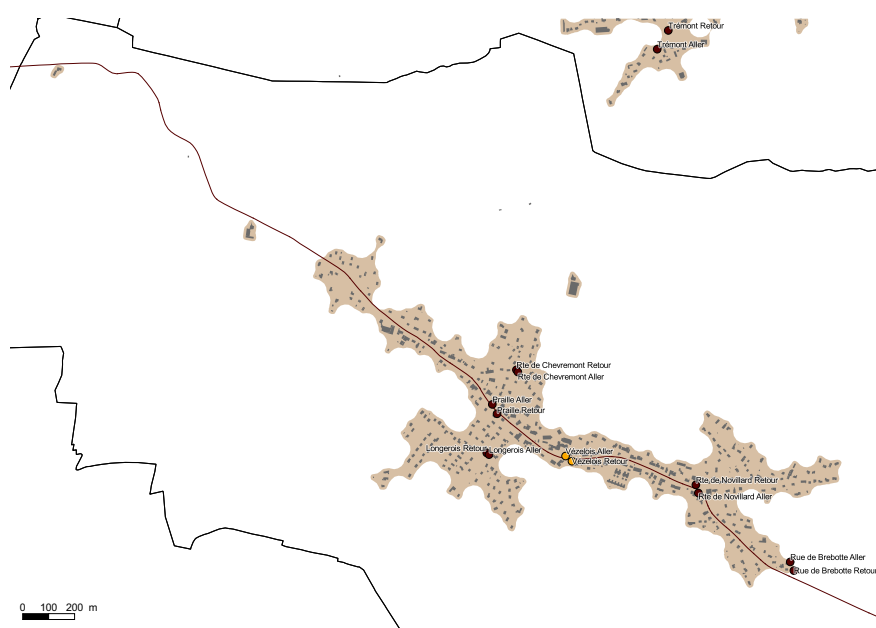 Trémont Retour
Trémont Aller
Rte de Chevremont Retour
Rte de Chevremont Aller
Praille Aller
Praille Retour
Longerois Retour
Longerois Aller
Vézelois Aller
Vézelois Retour
Rte de Novillard Retour
Rte de Novillard Aller
Rue de Brebotte Aller
Rue de Brebotte Retour
0 100 200 m